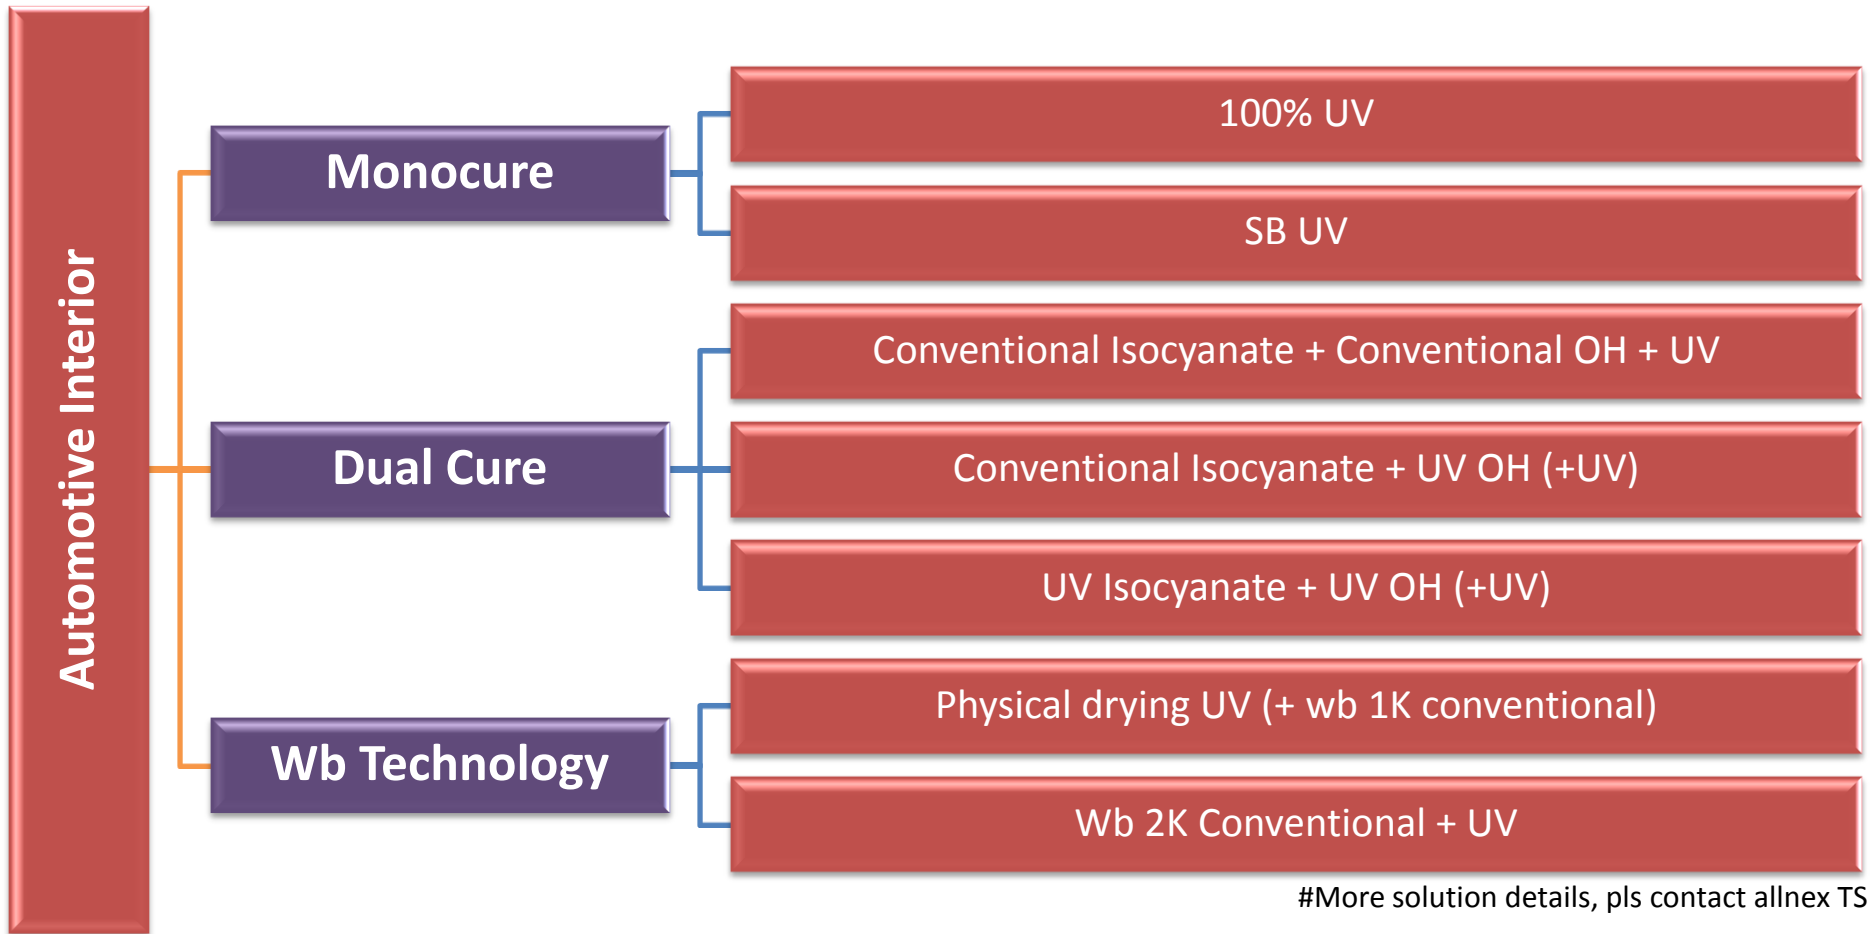 Automotive Interior
Monocure
100% UV
SB UV
Dual Cure
Conventional Isocyanate + Conventional OH + UV
Conventional Isocyanate + UV OH (+UV)
UV Isocyanate + UV OH (+UV)
Wb Technology
Physical drying UV (+ wb 1K conventional)
Wb 2K Conventional + UV
#More solution details, pls contact allnex TS